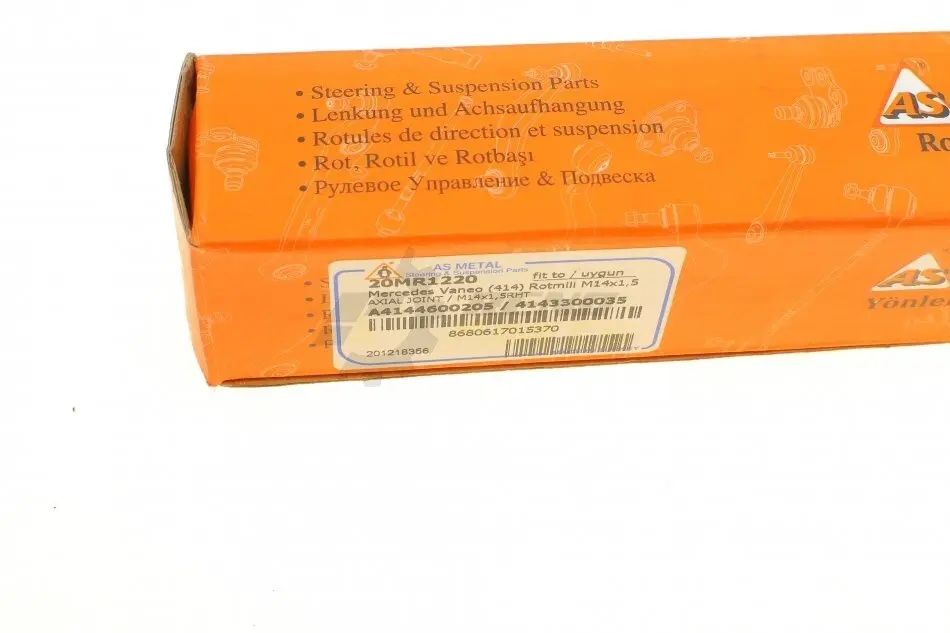 • Steering & Suspension Parts
• Lenkung und Achsaufhangung
• Rotules de direction et suspension
• Rot, Rotil ve Rotbaşı
• Рулевое Управление & Подвеска
AS
Ro
AS METAL
Steering & Suspension Parts
20MR1220 fit to / uygun
Mercedes Vaneo (414) Rotmili M14x1,5
AXIAL JOINT / M14x1,5RHT
A4144600205 / 4143300035
8680617015370
201218356
AS
Yönle